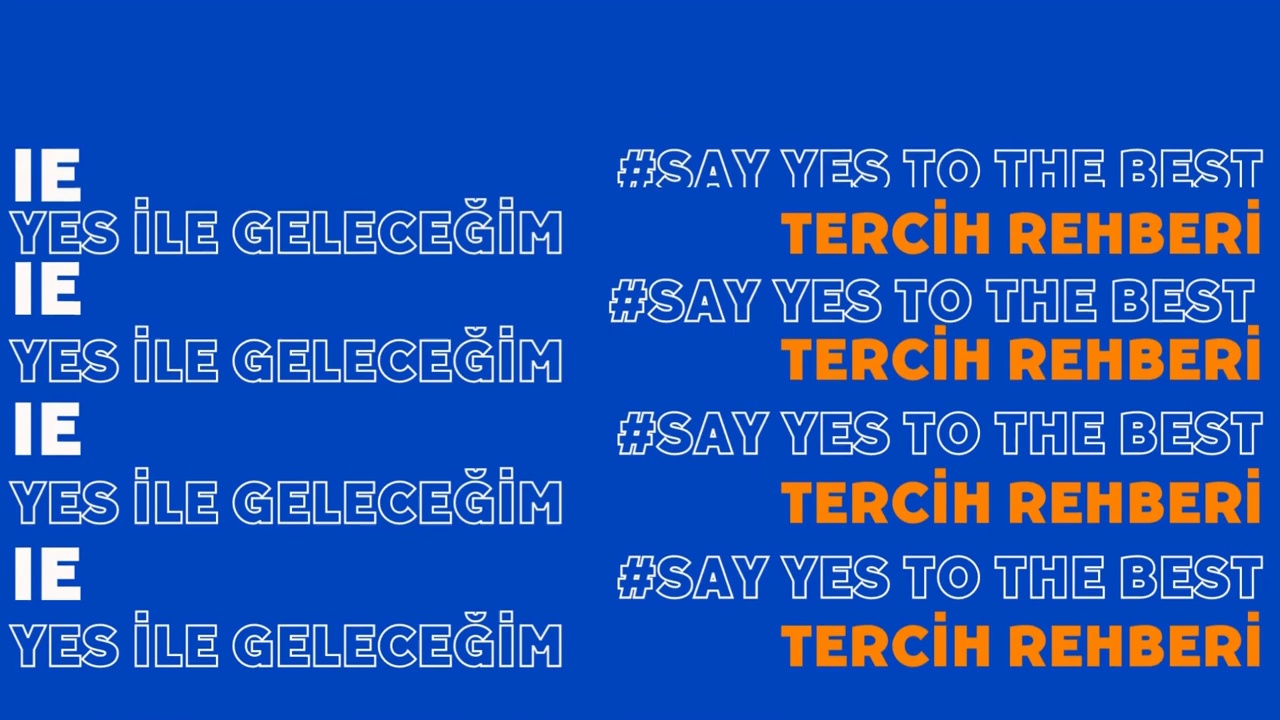 IE
#SAY YES TO THE BEST
YES İLE GELECEĞİM
TERCİH REHBERİ
IE
#SAY YES TO THE BEST
YES İLE GELECEĞİM
TERCİH REHBERİ
IE
#SAY YES TO THE BEST
YES İLE GELECEĞİM
TERCİH REHBERİ
IE
#SAY YES TO THE BEST
YES İLE GELECEĞİM
TERCİH REHBERİ